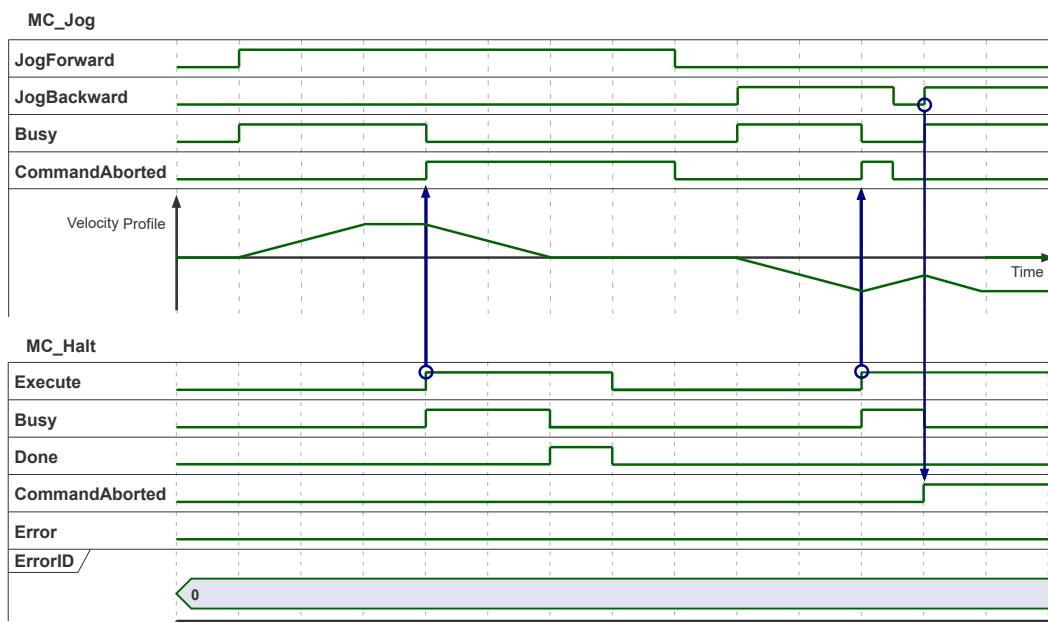 MC_Jog
JogForward
JogBackward
Busy
CommandAborted
Velocity Profile
Time
MC_Halt
Execute
Busy
Done
CommandAborted
Error
ErrorID
0